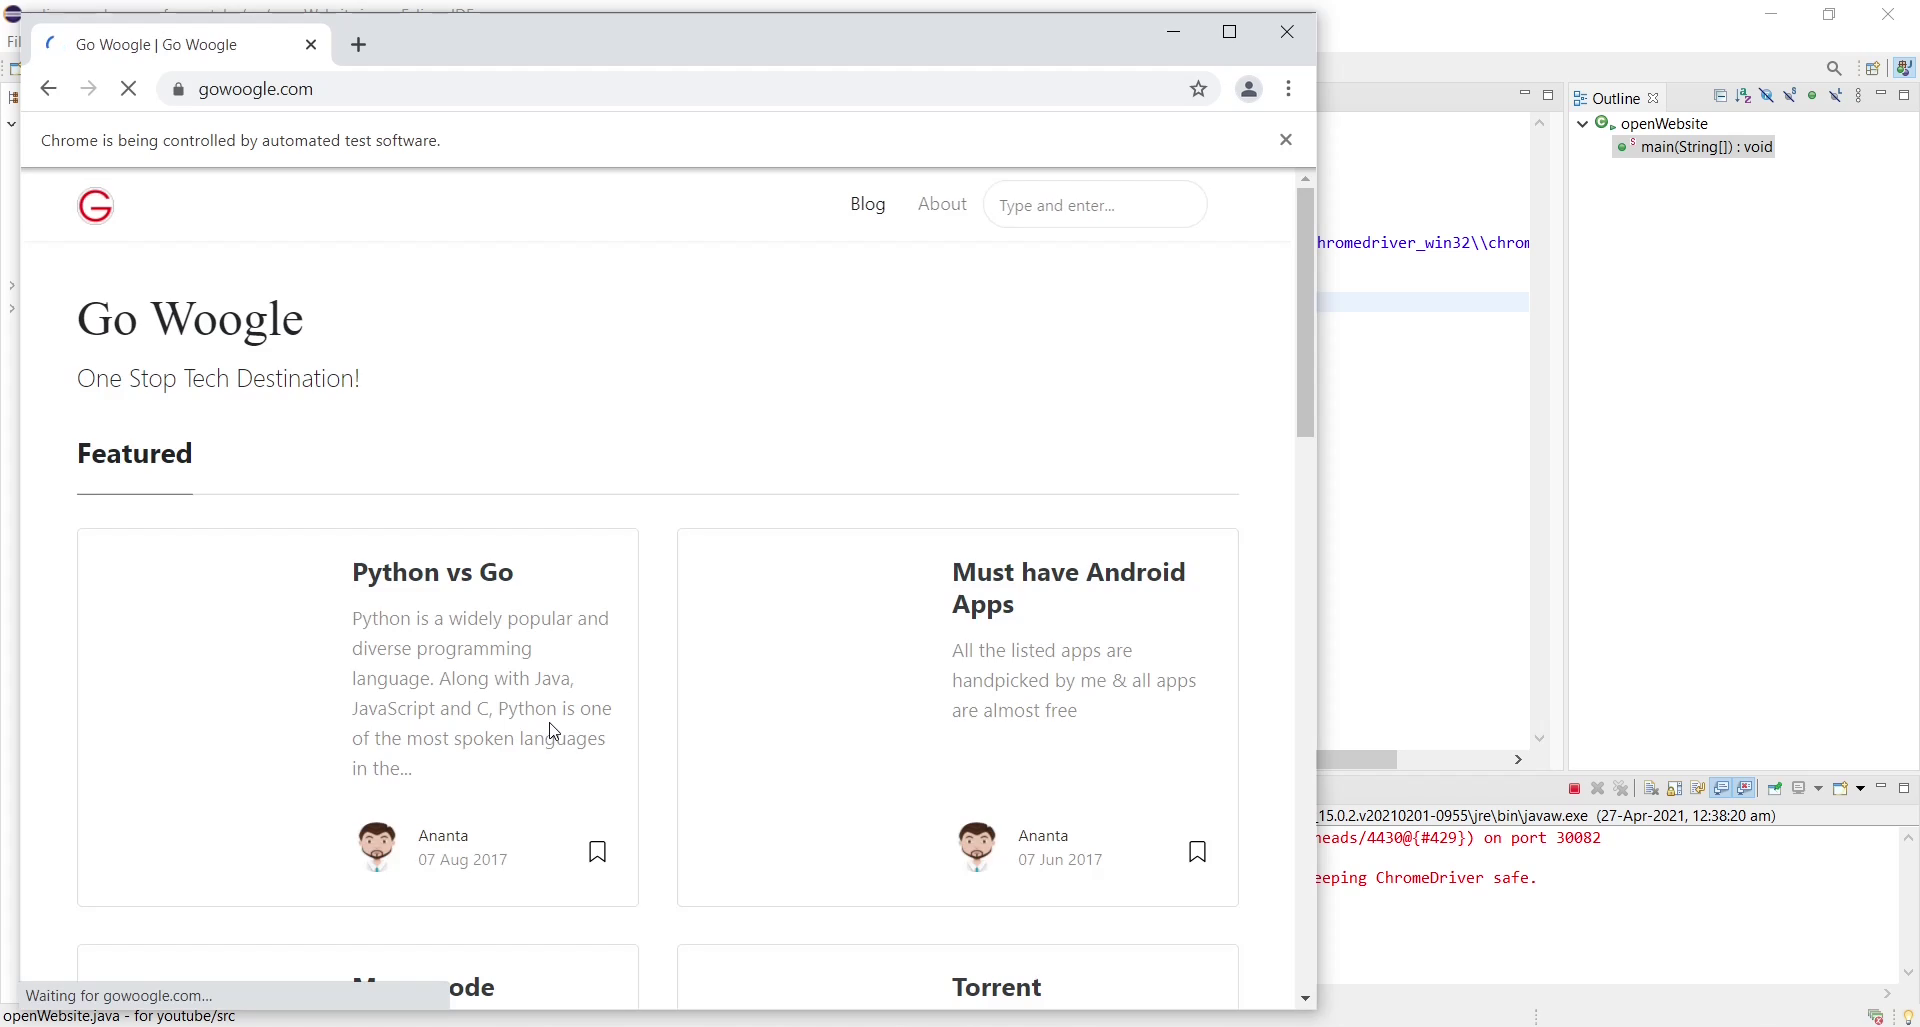 Go Woogle | Go Woogle
gowoogle.com
Chrome is being controlled by automated test software.
G
Blog
About
Type and enter...
Go Woogle
One Stop Tech Destination!
Featured
Python vs Go
Python is a widely popular and
diverse programming
language. Along with Java,
JavaScript and C, Python is one
of the most spoken languages
in the...
Ananta
07 Aug 2017
Must have Android
Apps
All the listed apps are
handpicked by me & all apps
are almost free
Ananta
07 Jun 2017
ode
Torrent
Waiting for gowoogle.com...
openWebsite.java - for youtube/src
hromedriver_win32\\chrom
Outline
openWebsite
main(String[]) : void
15.0.2.v20210201-0955\jre\bin\javaw.exe (27-Apr-2021, 12:38:20 am)
eads/4430@{#429}) on port 30082
eeping ChromeDriver safe.